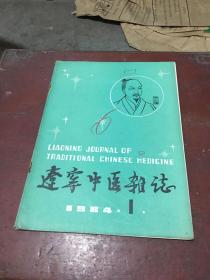 LIAONING JOURNAL OF
TRADITIONAL CHINESE MEDICINE
辽宁中医杂志
1984.1.